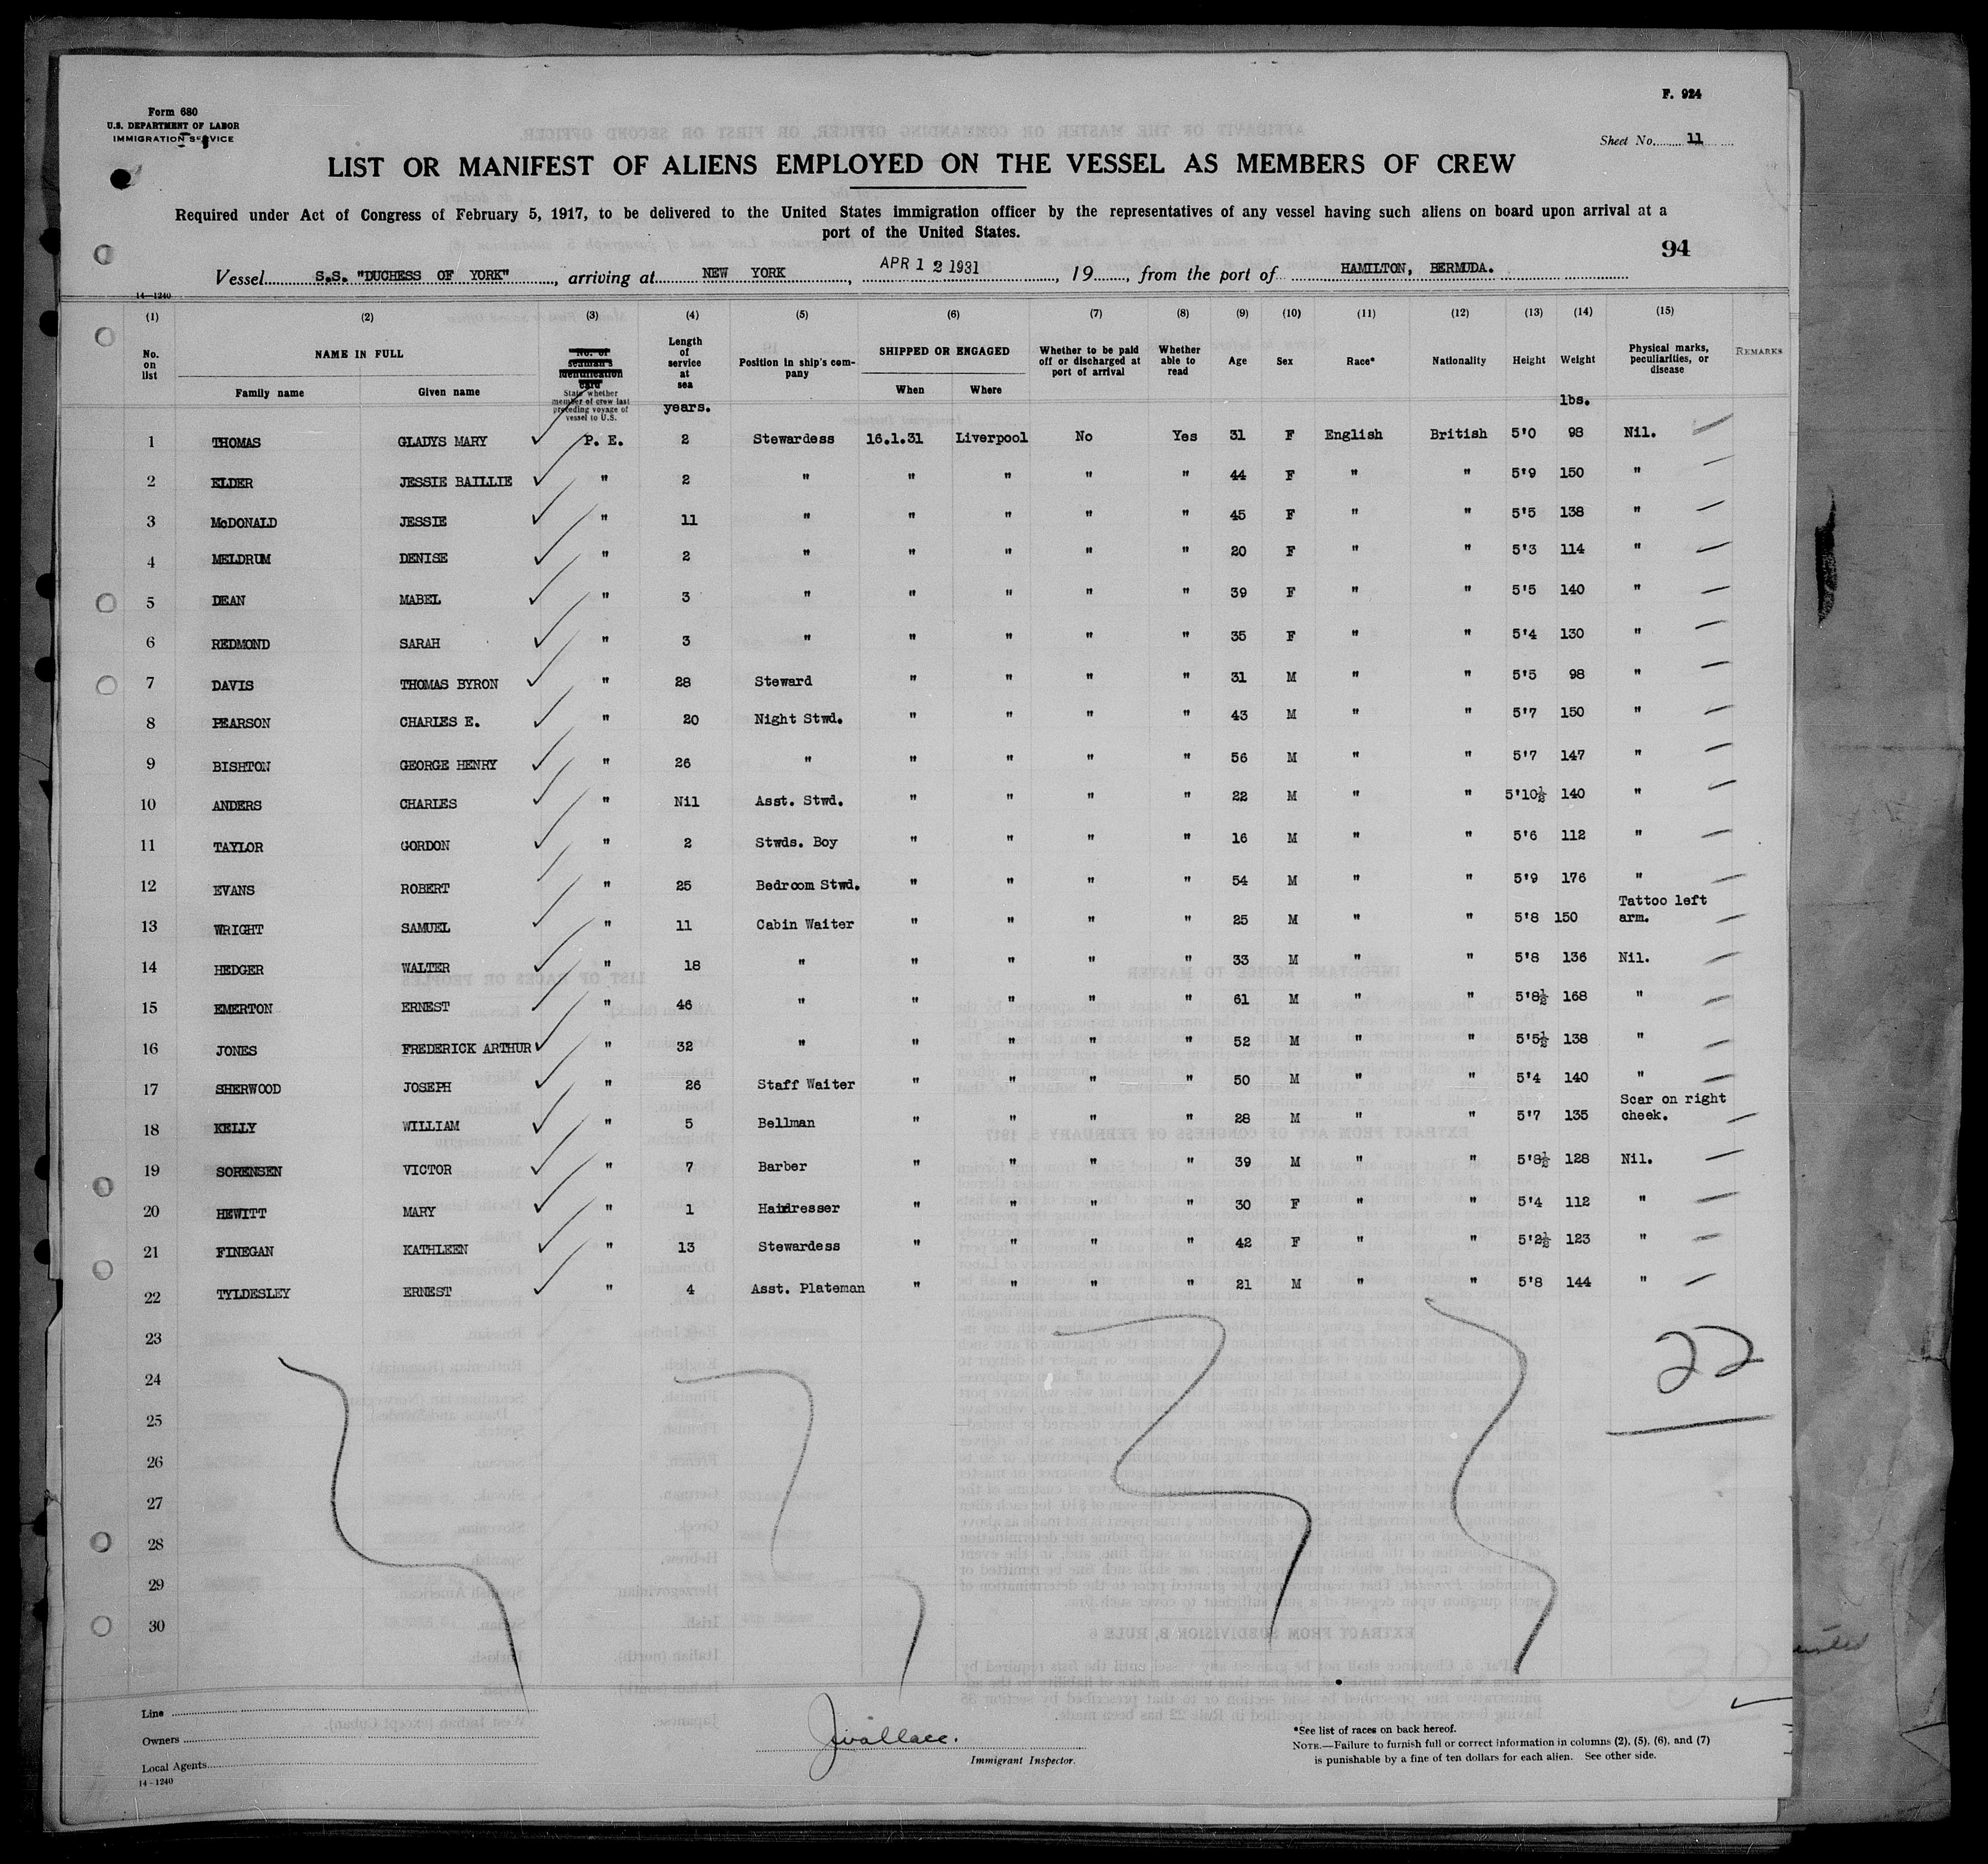 F. 924
Form 680
U.S. DEPARTMENT OF LABOR
IMMIGRATION SERVICE
Sheet No. 11
LIST OR MANIFEST OF ALIENS EMPLOYED ON THE VESSEL AS MEMBERS OF CREW
Required under Act of Congress of February 5, 1917, to be delivered to the United States immigration officer by the representatives of any vessel having such aliens on board upon arrival at a
port of the United States.
94
Vessel S.S. "DUCHESS OF YORK", arriving at NEW YORK, APR 12 1931, 19, from the port of HAMILTON, BERMUDA.
14—1240
(1) (2) (3) (4) (5) (6) (7) (8) (9) (10) (11) (12) (13) (14) (15)
No. on list NAME IN FULL Family name Given name No. of seaman's identification card State whether member of crew last preceding voyage of vessel to U.S. Length of service at sea years. Position in ship's company SHIPPED OR ENGAGED When Where Whether to be paid off or discharged at port of arrival Whether able to read Age Sex Race* Nationality Height Weight lbs. Physical marks, peculiarities, or disease REMARKS
1 THOMAS GLADYS MARY P. E. 2 Stewardess 16.1.31 Liverpool No Yes 31 F English British 5'0 98 Nil.
2 ELDER JESSIE BAILLIE " 2 " " " " " 44 F " " 5'9 150 "
3 McDONALD JESSIE " 11 " " " " " 45 F " " 5'5 138 "
4 MELDRUM DENISE " 2 " " " " " 20 F " " 5'3 114 "
5 DEAN MABEL " 3 " " " " " 39 F " " 5'5 140 "
6 REDMOND SARAH " 3 " " " " " 35 F " " 5'4 130 "
7 DAVIS THOMAS BYRON " 28 Steward " " " " 31 M " " 5'5 98 "
8 PEARSON CHARLES E. " 20 Night Stwd. " " " " 43 M " " 5'7 150 "
9 BISHTON GEORGE HENRY " 26 " " " " " 56 M " " 5'7 147 "
10 ANDERS CHARLES " Nil Asst. Stwd. " " " " 22 M " " 5'10½ 140 "
11 TAYLOR GORDON " 2 Stwds. Boy " " " " 16 M " " 5'6 112 "
12 EVANS ROBERT " 25 Bedroom Stwd. " " " " 54 M " " 5'9 176 "
13 WRIGHT SAMUEL " 11 Cabin Waiter " " " " 25 M " " 5'8 150 Tattoo left arm.
14 HEDGER WALTER " 18 " " " " " 33 M " " 5'8 136 Nil.
15 EMERTON ERNEST " 46 " " " " " 61 M " " 5'8½ 168 "
16 JONES FREDERICK ARTHUR " 32 " " " " " 52 M " " 5'5½ 138 "
17 SHERWOOD JOSEPH " 26 Staff Waiter " " " " 50 M " " 5'4 140 "
18 KELLY WILLIAM " 5 Bellman " " " " 28 M " " 5'7 135 Scar on right cheek.
19 SORENSEN VICTOR " 7 Barber " " " " 39 M " " 5'8½ 128 Nil.
20 HEWITT MARY " 1 Hairdresser " " " " 30 F " " 5'4 112 "
21 FINEGAN KATHLEEN " 13 Stewardess " " " " 42 F " " 5'2½ 123 "
22 TYLDESLEY ERNEST " 4 Asst. Plateman " " " " 21 M " " 5'8 144 "
23
24
22
25
26
27
28
29
30
Line
Owners
Local Agents
14-1240
J Wallace.
Immigrant Inspector.
*See list of races on back hereof.
NOTE.—Failure to furnish full or correct information in columns (2), (5), (6), and (7)
is punishable by a fine of ten dollars for each alien. See other side.